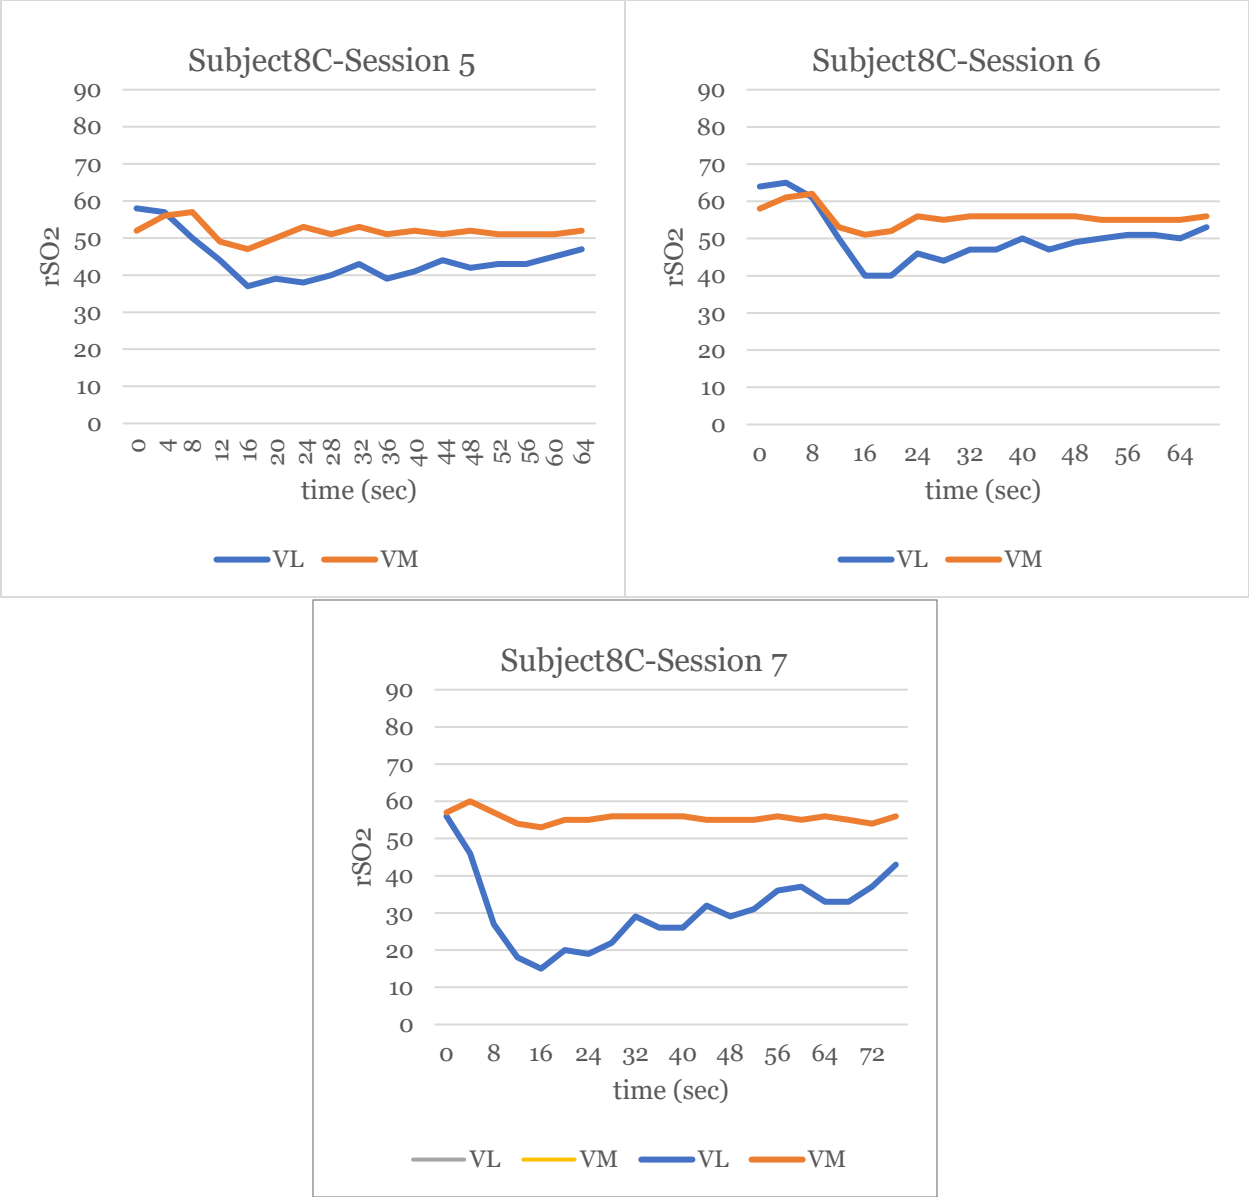 Subject8C-Session 5
90
80
70
60
50
40
30
20
10
0
rSO2
0 4 8 12 16 20 24 28 32 36 40 44 48 52 56 60 64
time (sec)
VL VM
Subject8C-Session 6
90
80
70
60
50
40
30
20
10
0
rSO2
0 8 16 24 32 40 48 56 64
time (sec)
VL VM
Subject8C-Session 7
90
80
70
60
50
40
30
20
10
0
rSO2
0 8 16 24 32 40 48 56 64 72
time (sec)
VL VM VL VM